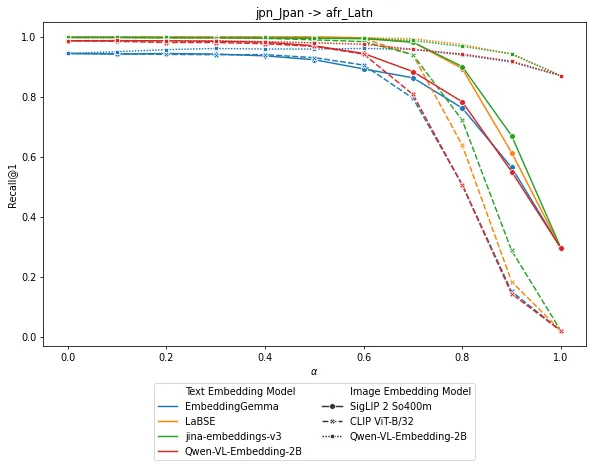 jpn_Jpan -> afr_Latn
Recall@1
1.0
0.8
0.6
0.4
0.2
0.0
0.0 0.2 0.4 0.6 0.8 1.0
α
Text Embedding Model Image Embedding Model
EmbeddingGemma SigLIP 2 So400m
LaBSE CLIP ViT-B/32
jina-embeddings-v3 Qwen-VL-Embedding-2B
Qwen-VL-Embedding-2B